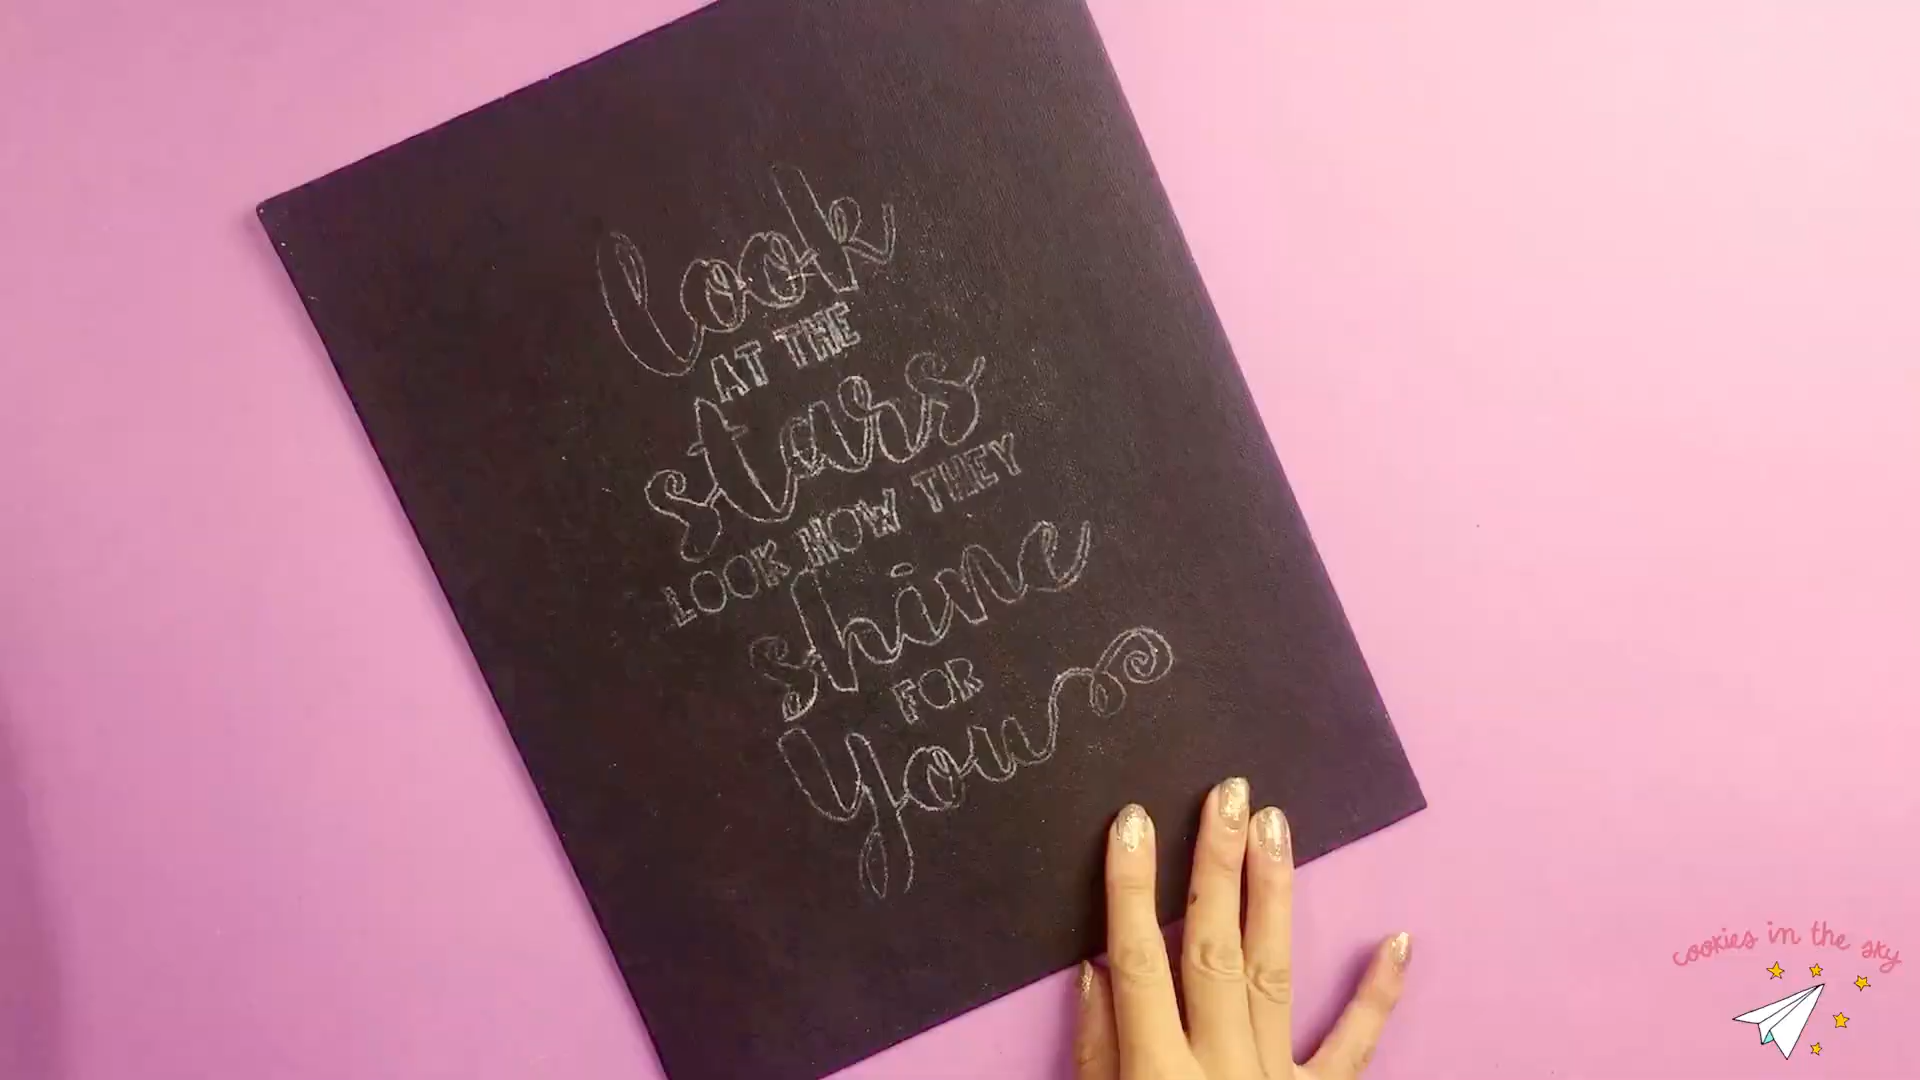 look
AT THE
stars
LOOK HOW THEY
shine
FOR
you
cookies in the sky